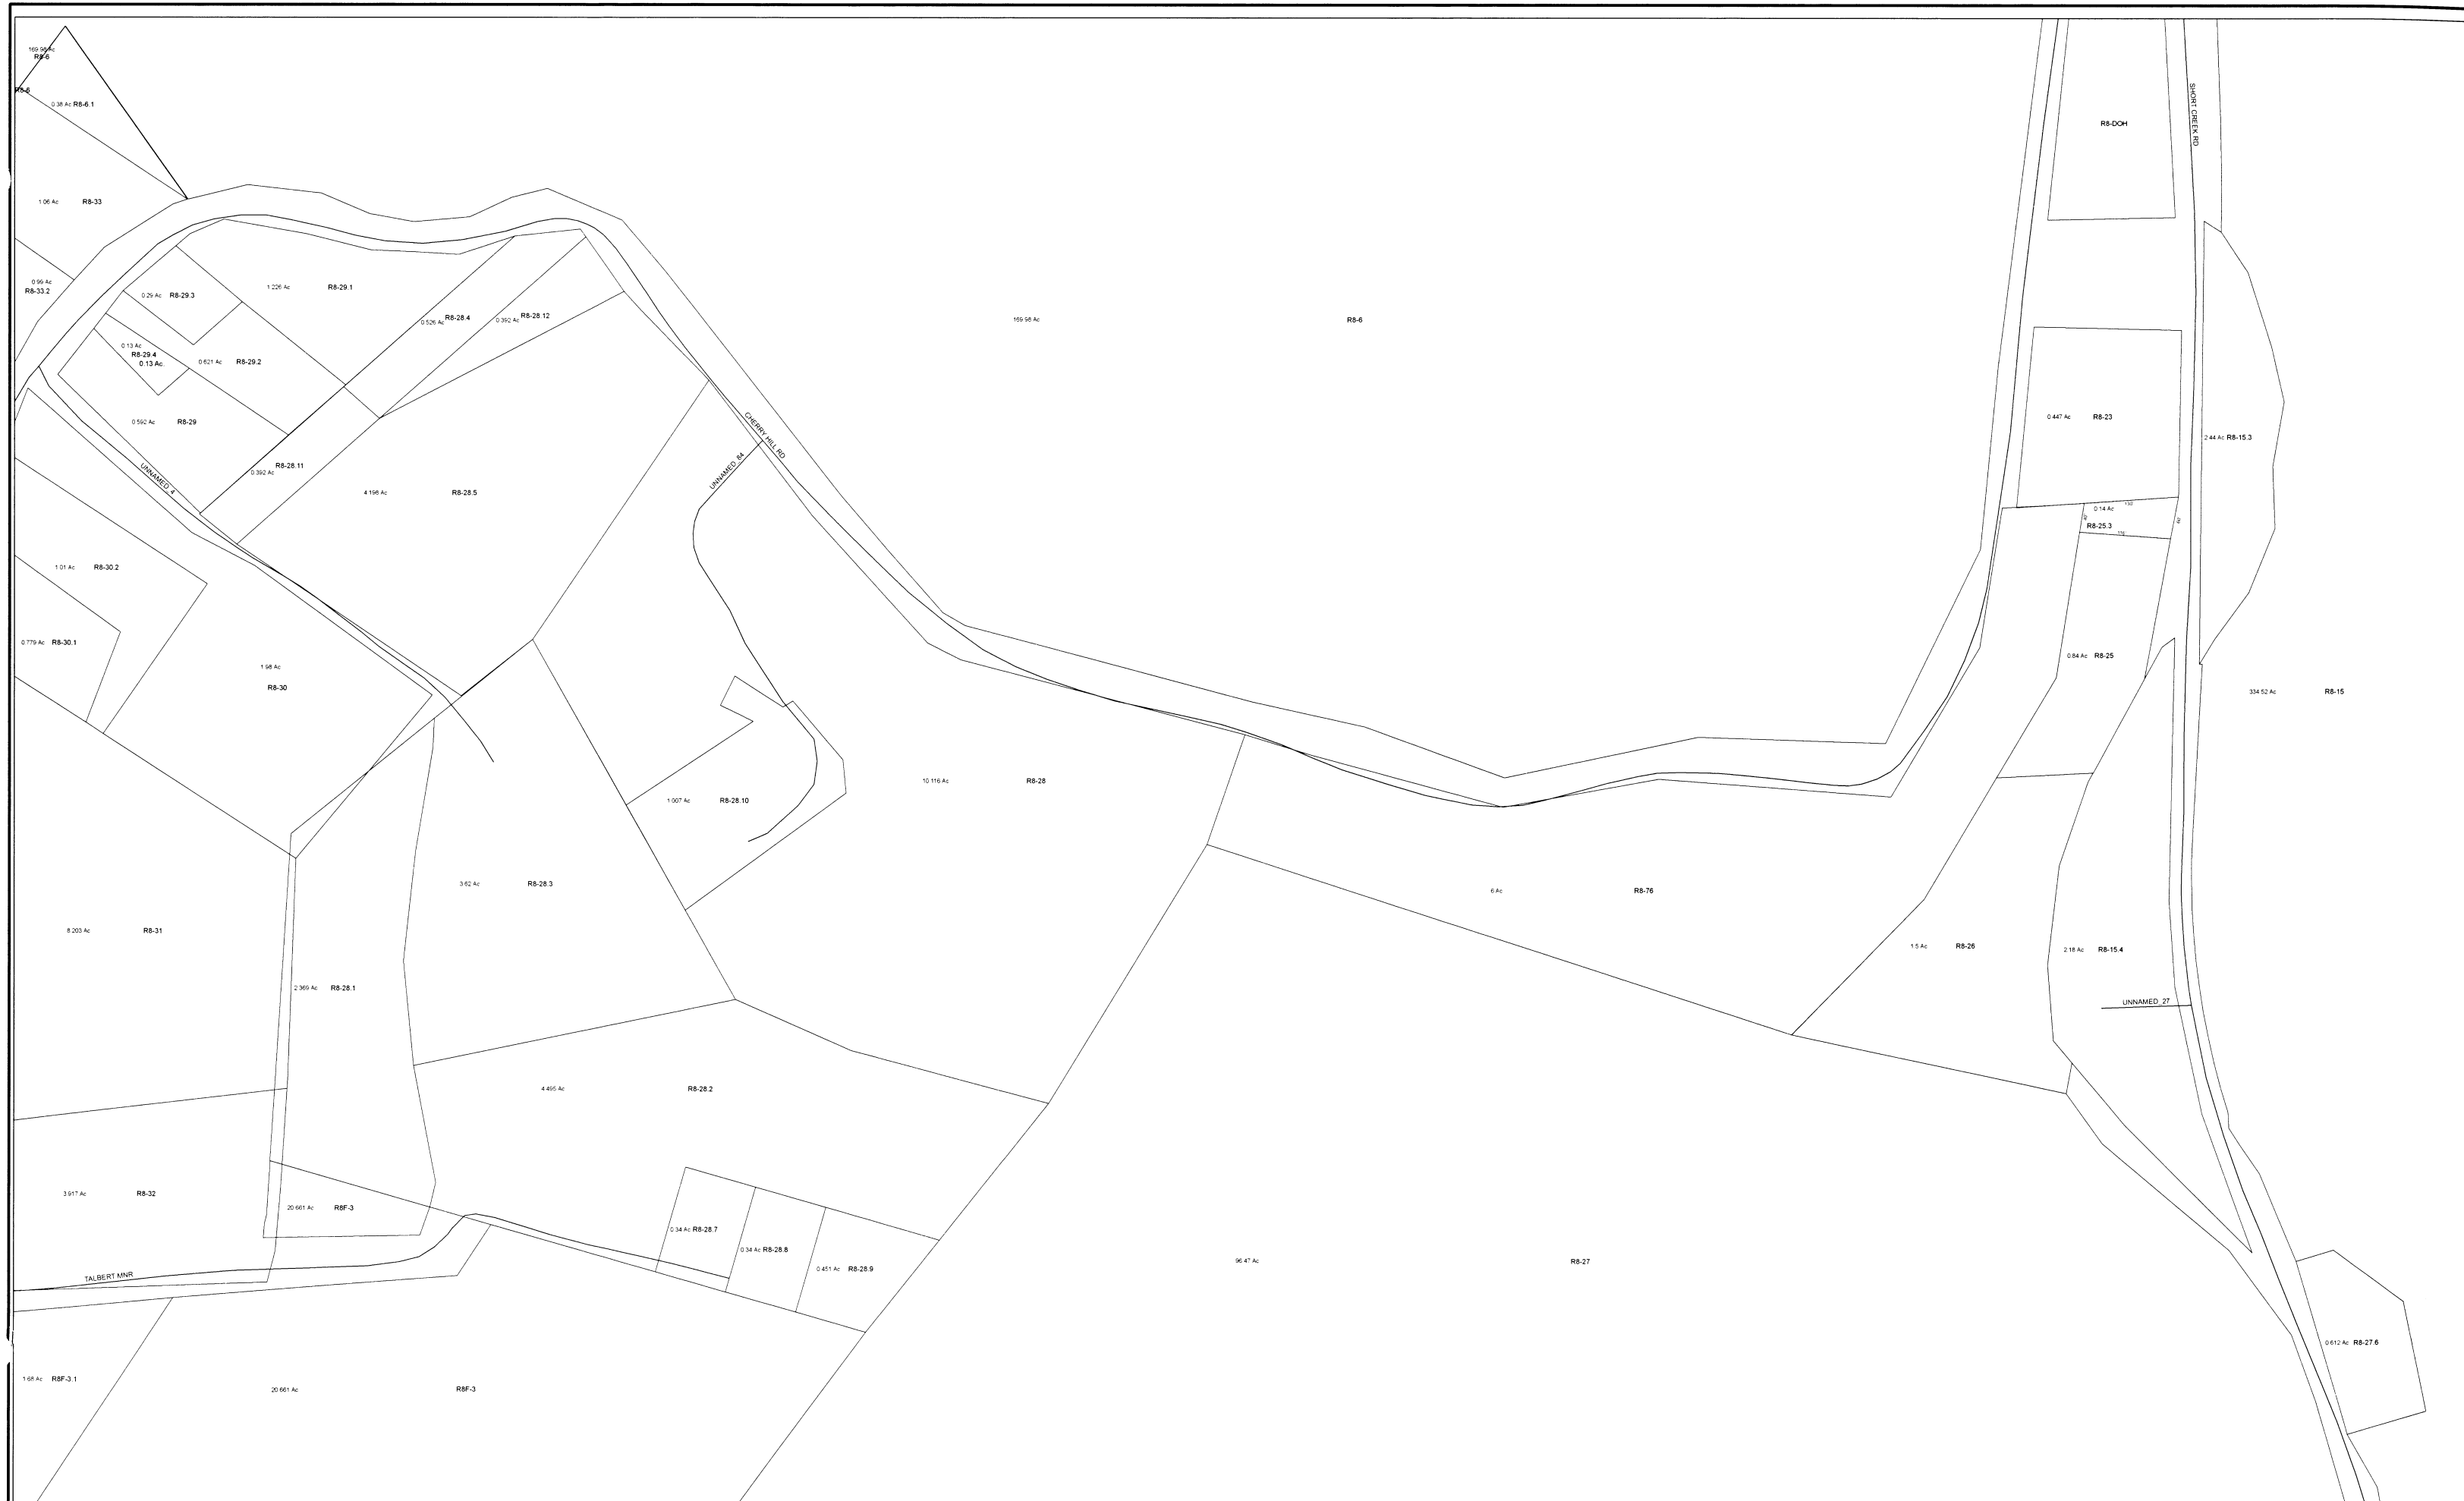 169.98 Ac
R8-6
R8-6
0.38 Ac R8-6.1
1.06 Ac R8-33
0.99 Ac
R8-33.2
0.29 Ac R8-29.3
1.226 Ac R8-29.1
0.526 Ac R8-28.4
0.392 Ac R8-28.12
0.13 Ac
R8-29.4
0.13 Ac.
0.621 Ac R8-29.2
0.592 Ac R8-29
R8-28.11
0.392 Ac
4.198 Ac R8-28.5
UNNAMED_4
UNNAMED_64
CHERRY HILL RD
169.98 Ac R8-6
R8-DOH
SHORT CREEK RD
0.447 Ac R8-23
2.44 Ac R8-15.3
0.14 Ac
R8-25.3
0.84 Ac R8-25
334.52 Ac R8-15
1.01 Ac R8-30.2
0.779 Ac R8-30.1
1.98 Ac
R8-30
1.007 Ac R8-28.10
10.116 Ac R8-28
3.62 Ac R8-28.3
6 Ac R8-76
8.203 Ac R8-31
1.5 Ac R8-26
2.18 Ac R8-15.4
2.369 Ac R8-28.1
UNNAMED_27
4.495 Ac R8-28.2
3.917 Ac R8-32
20.661 Ac R8F-3
0.34 Ac R8-28.7
0.34 Ac R8-28.8
0.451 Ac R8-28.9
96.47 Ac R8-27
TALBERT MNR
0.612 Ac R8-27.6
1.68 Ac R8F-3.1
20.661 Ac R8F-3